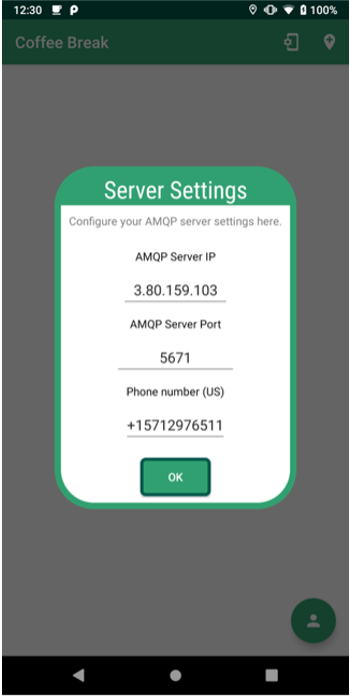 12:30 100%
Coffee Break
Server Settings
Configure your AMQP server settings here.
AMQP Server IP
3.80.159.103
AMQP Server Port
5671
Phone number (US)
+15712976511
OK